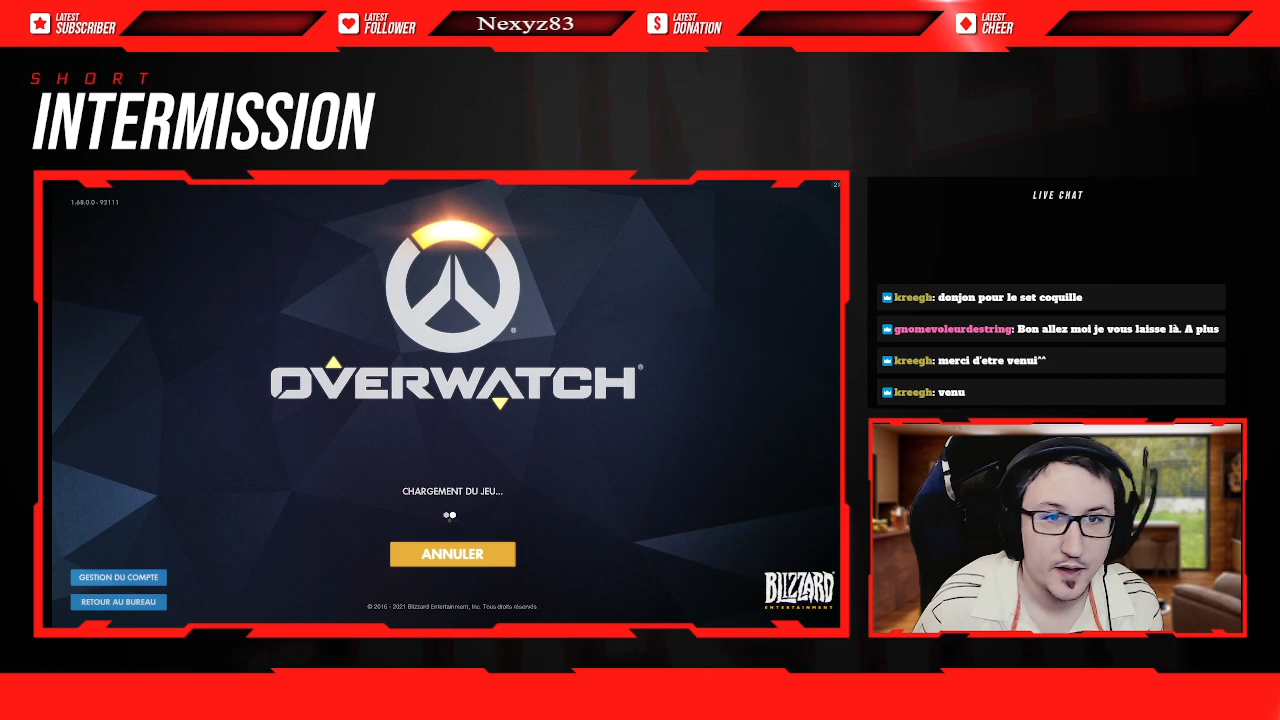 LATEST
SUBSCRIBER
LATEST
FOLLOWER
Nexyz83
LATEST
DONATION
LATEST
CHEER
SHORT
INTERMISSION
1.68.0.0 - 92111
OVERWATCH
CHARGEMENT DU JEU...
ANNULER
GESTION DU COMPTE
RETOUR AU BUREAU
© 2016 - 2021 Blizzard Entertainment, Inc. Tous droits réservés.
BLIZZARD
ENTERTAINMENT
LIVE CHAT
kreegh: donjon pour le set coquille
gnomevoleurdestring: Bon allez moi je vous laisse là. A plus
kreegh: merci d'etre venui^^
kreegh: venu